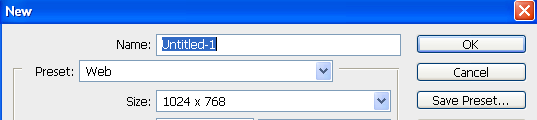 New
Name: Untitled-1 OK
Preset: Web Cancel
Size: 1024 x 768 Save Preset...